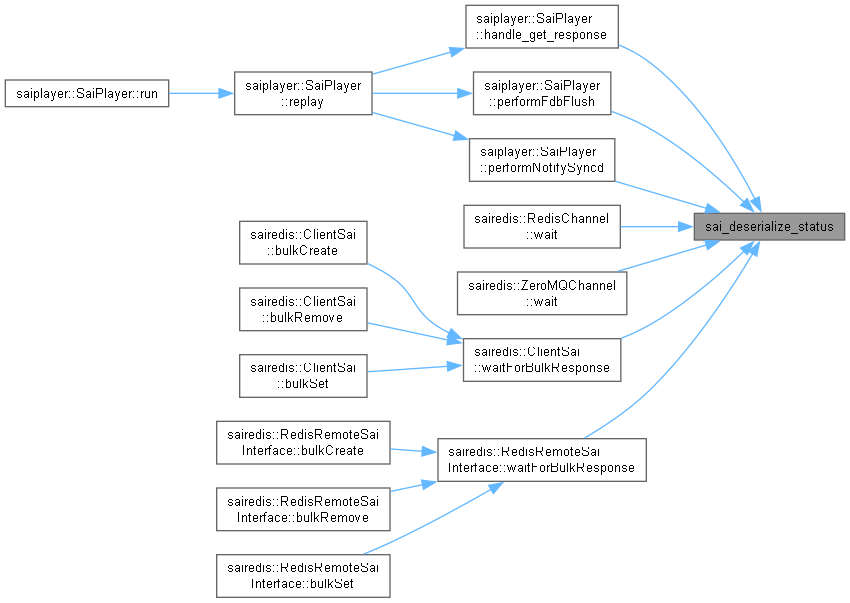 saiplayer::SaiPlayer
::handle_get_response
saiplayer::SaiPlayer::run
saiplayer::SaiPlayer
::replay
saiplayer::SaiPlayer
::performFdbFlush
saiplayer::SaiPlayer
::performNotifySyncd
sairedis::RedisChannel
::wait
sai_deserialize_status
sairedis::ClientSai
::bulkCreate
sairedis::ZeroMQChannel
::wait
sairedis::ClientSai
::bulkRemove
sairedis::ClientSai
::waitForBulkResponse
sairedis::ClientSai
::bulkSet
sairedis::RedisRemoteSai
Interface::bulkCreate
sairedis::RedisRemoteSai
Interface::waitForBulkResponse
sairedis::RedisRemoteSai
Interface::bulkRemove
sairedis::RedisRemoteSai
Interface::bulkSet